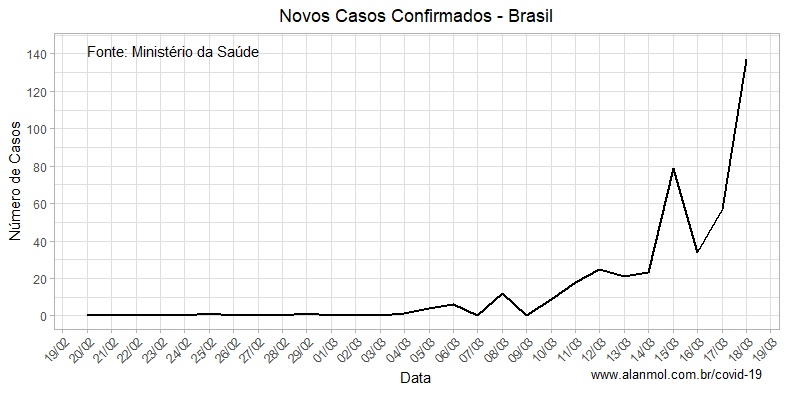 Novos Casos Confirmados - Brasil
Fonte: Ministério da Saúde
Número de Casos
140
120
100
80
60
40
20
0
19/02 20/02 21/02 22/02 23/02 24/02 25/02 26/02 27/02 28/02 29/02 01/03 02/03 03/03 04/03 05/03 06/03 07/03 08/03 09/03 10/03 11/03 12/03 13/03 14/03 15/03 16/03 17/03 18/03 19/03
Data
www.alanmol.com.br/covid-19